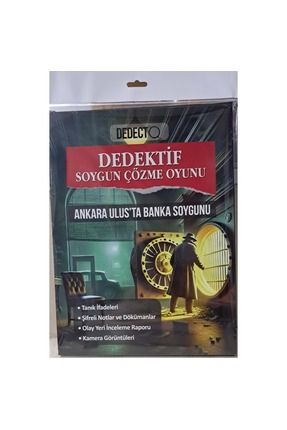 DEDECTO
DEDEKTİF
SOYGUN ÇÖZME OYUNU
ANKARA ULUS'TA BANKA SOYGUNU
• Tanık İfadeleri
• Şifreli Notlar ve Dökümanlar
• Olay Yeri İnceleme Raporu
• Kamera Görüntüleri